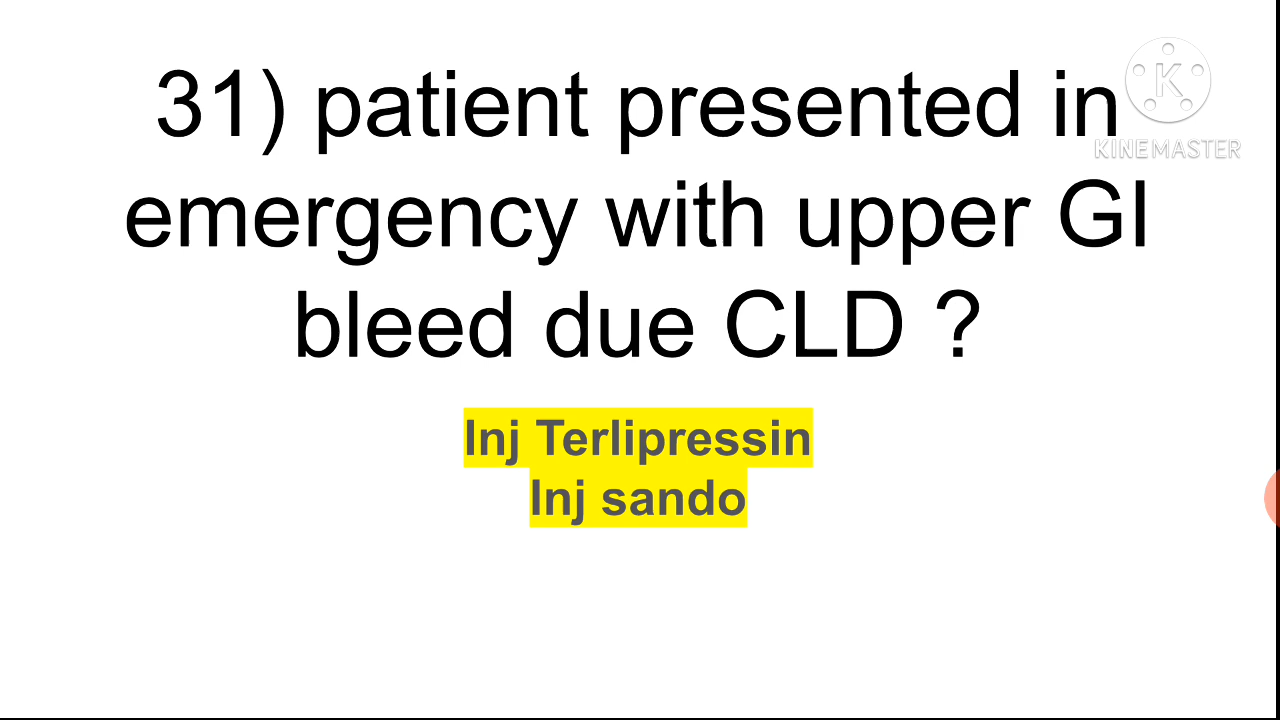 31) patient presented in
emergency with upper GI
bleed due CLD ?
Inj Terlipressin
Inj sando
K
KINEMASTER